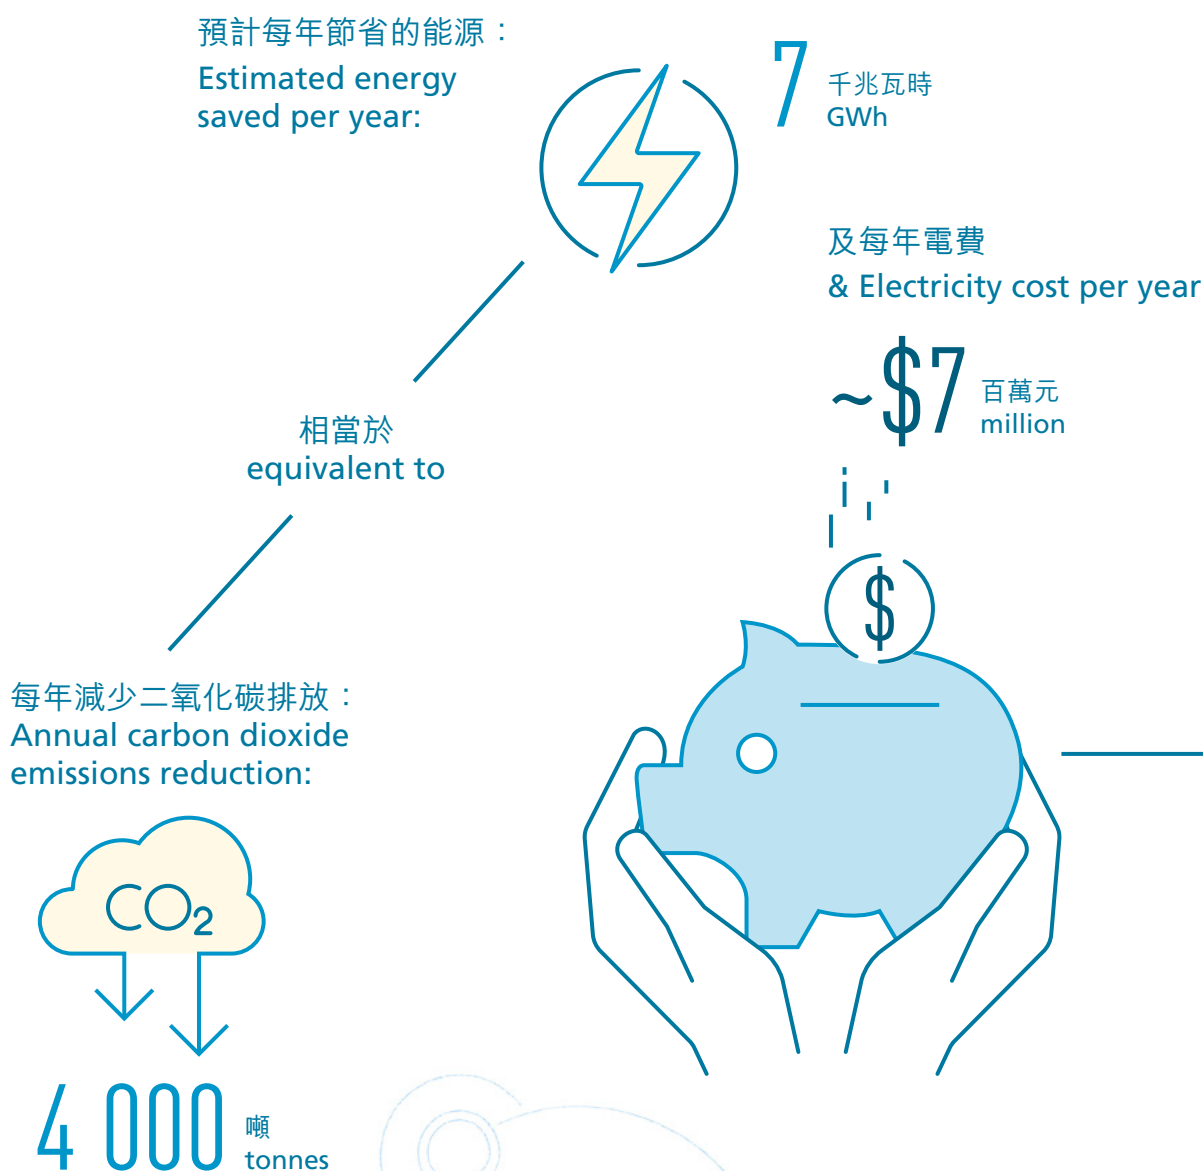 預計每年節省的能源：
Estimated energy
saved per year:
7 千兆瓦時
GWh
及每年電費
& Electricity cost per year
~$7 百萬元
million
相當於
equivalent to
$
每年減少二氧化碳排放：
Annual carbon dioxide
emissions reduction:
CO₂
4 000 噸
tonnes